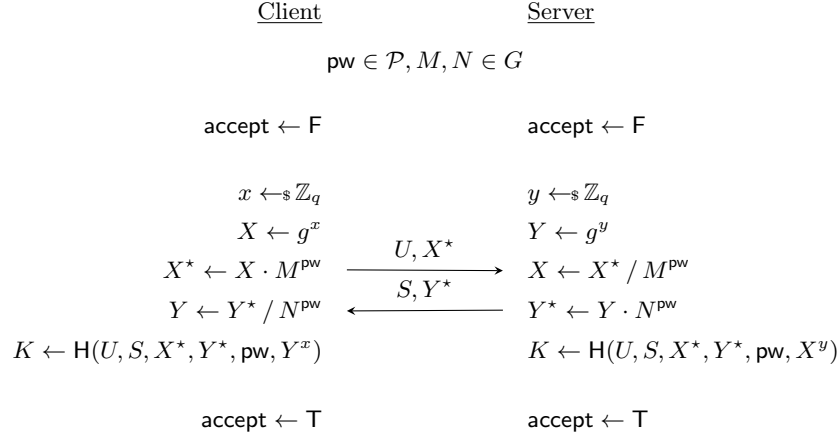 Client Server
pw ∈ 𝒫, M, N ∈ G
accept ← F accept ← F
x ←$ ℤ_q y ←$ ℤ_q
X ← g^x Y ← g^y
U, X^⋆
X^⋆ ← X · M^pw X ← X^⋆ / M^pw
S, Y^⋆
Y ← Y^⋆ / N^pw Y^⋆ ← Y · N^pw
K ← H(U, S, X^⋆, Y^⋆, pw, Y^x) K ← H(U, S, X^⋆, Y^⋆, pw, X^y)
accept ← T accept ← T